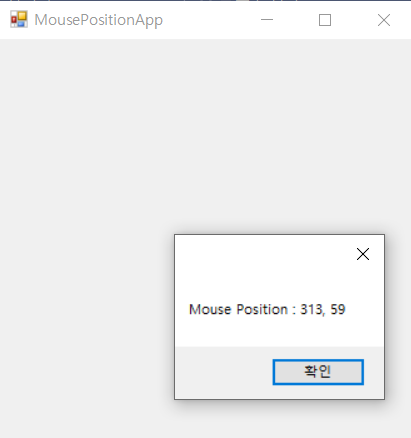 MousePositionApp
Mouse Position : 313, 59
확인